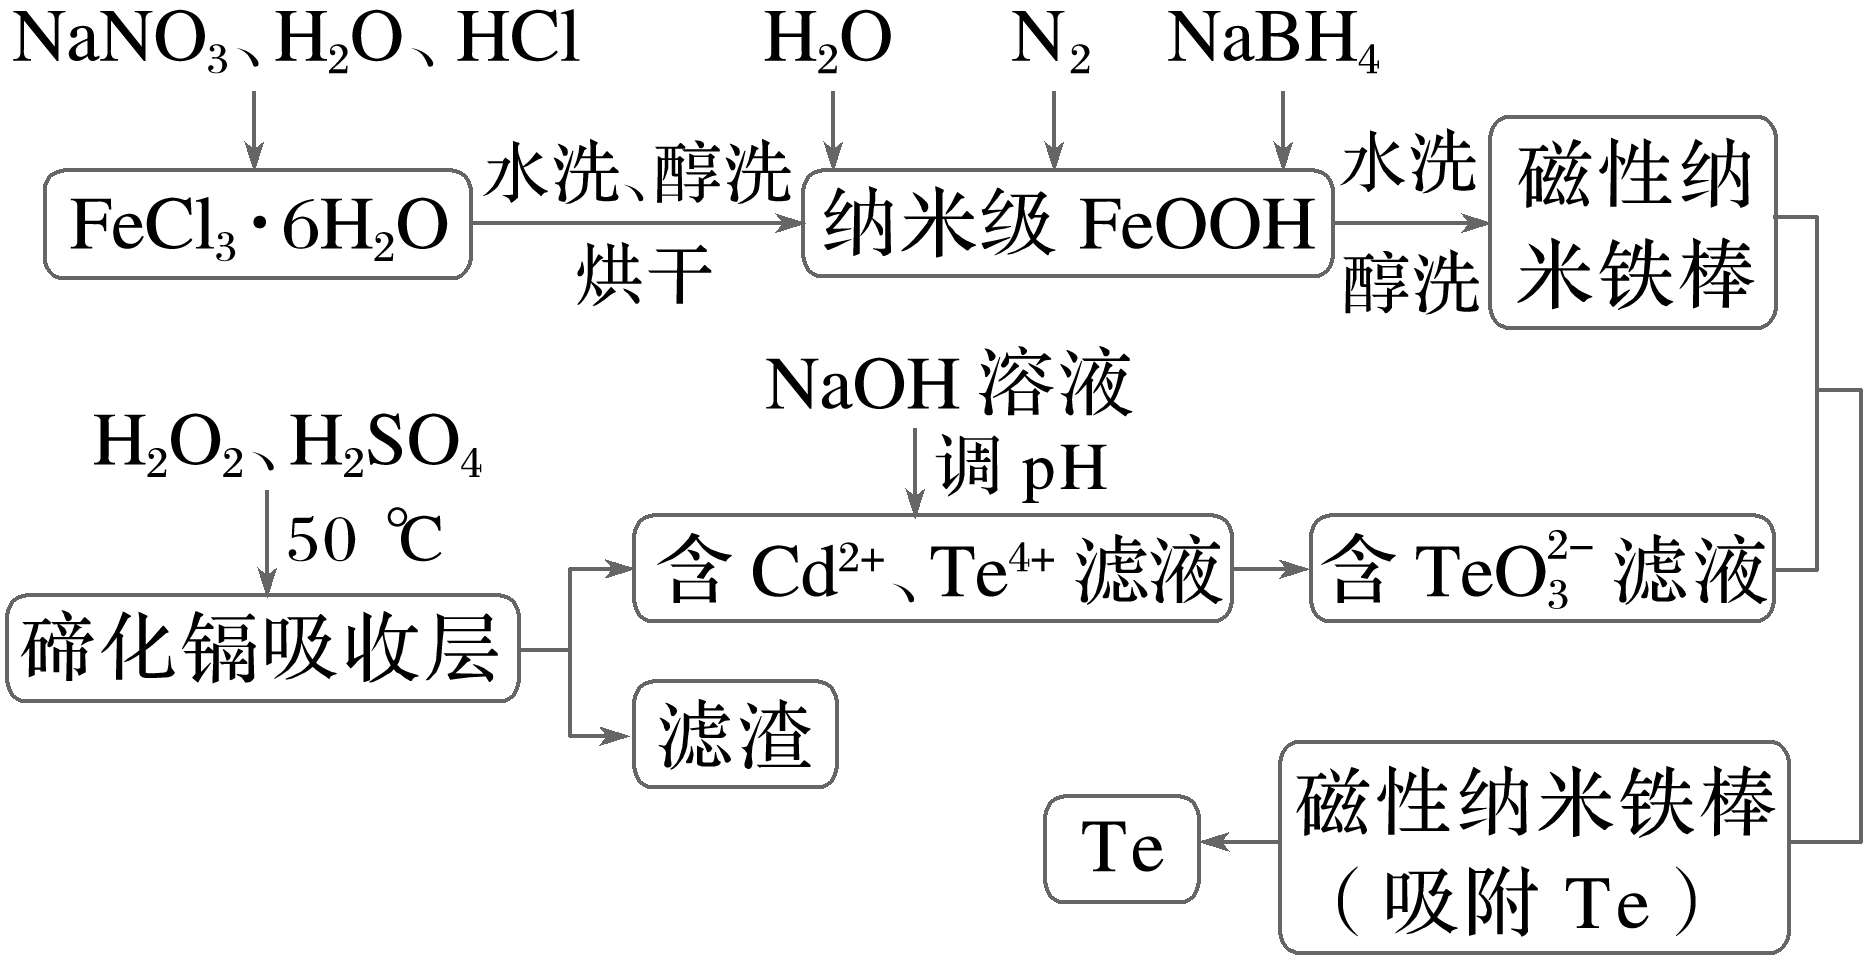 NaNO₃、H₂O、HCl
H₂O
N₂
NaBH₄
FeCl₃·6H₂O
水洗、醇洗
烘干
纳米级 FeOOH
水洗
醇洗
磁性纳
米铁棒
H₂O₂、H₂SO₄
50 ℃
碲化镉吸收层
NaOH 溶液
调 pH
含 Cd²⁺、Te⁴⁺ 滤液
含 TeO₃²⁻ 滤液
滤渣
磁性纳米铁棒
（吸附 Te）
Te